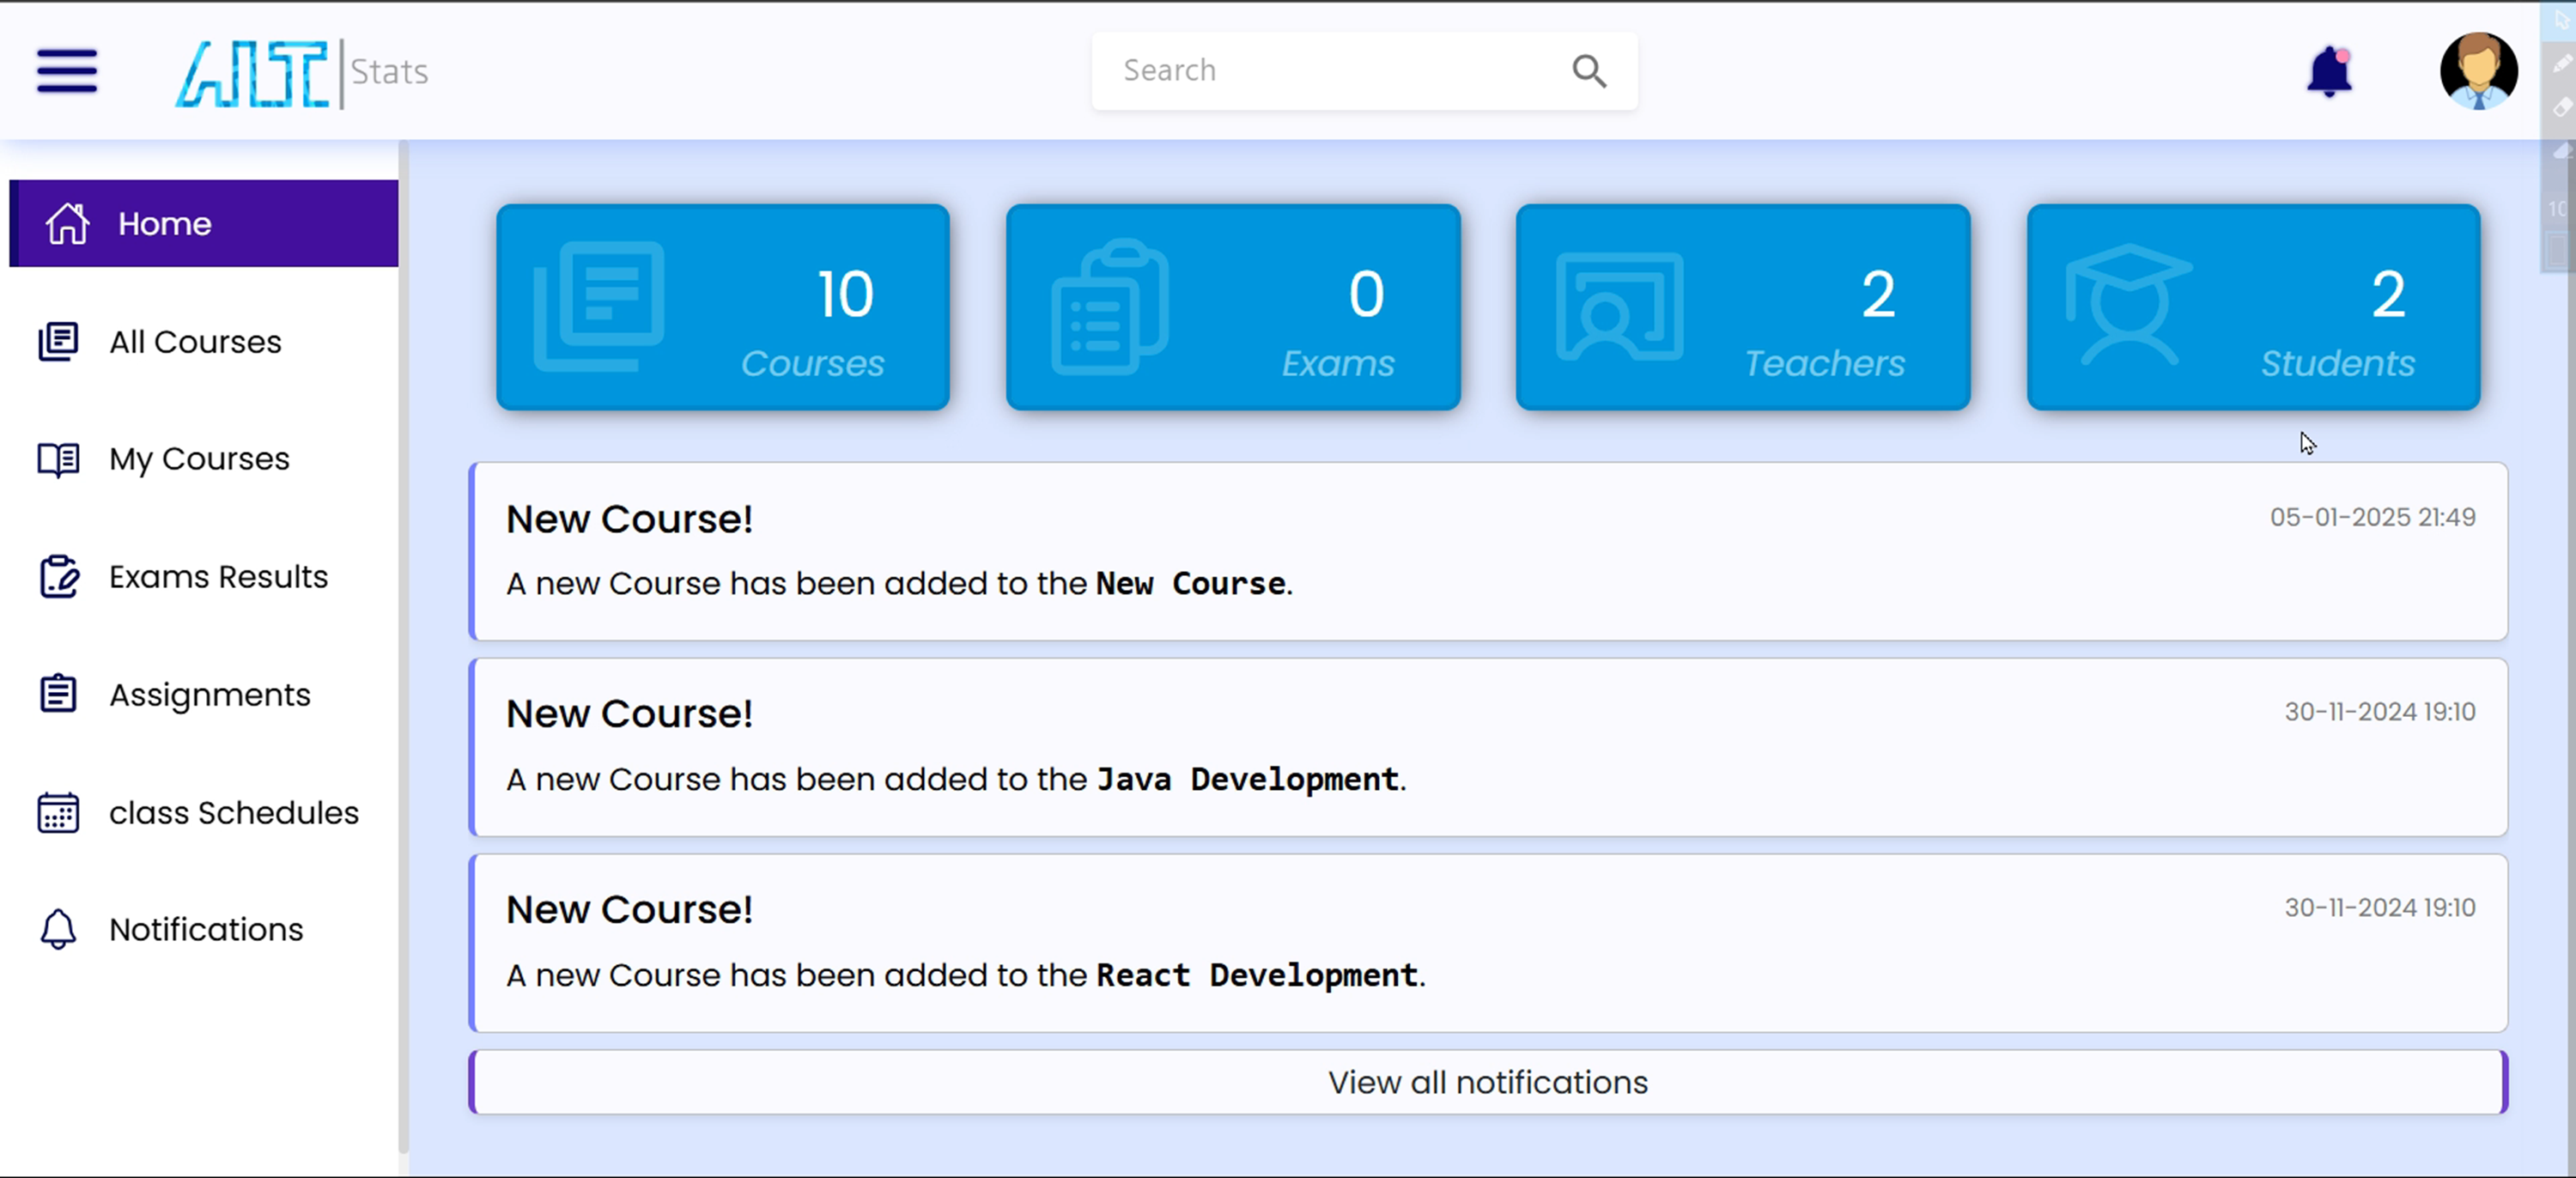 AIT | Stats
Search
Home
All Courses
My Courses
Exams Results
Assignments
class Schedules
Notifications
10
Courses
0
Exams
2
Teachers
2
Students
New Course!
05-01-2025 21:49
A new Course has been added to the New Course.
New Course!
30-11-2024 19:10
A new Course has been added to the Java Development.
New Course!
30-11-2024 19:10
A new Course has been added to the React Development.
View all notifications
10